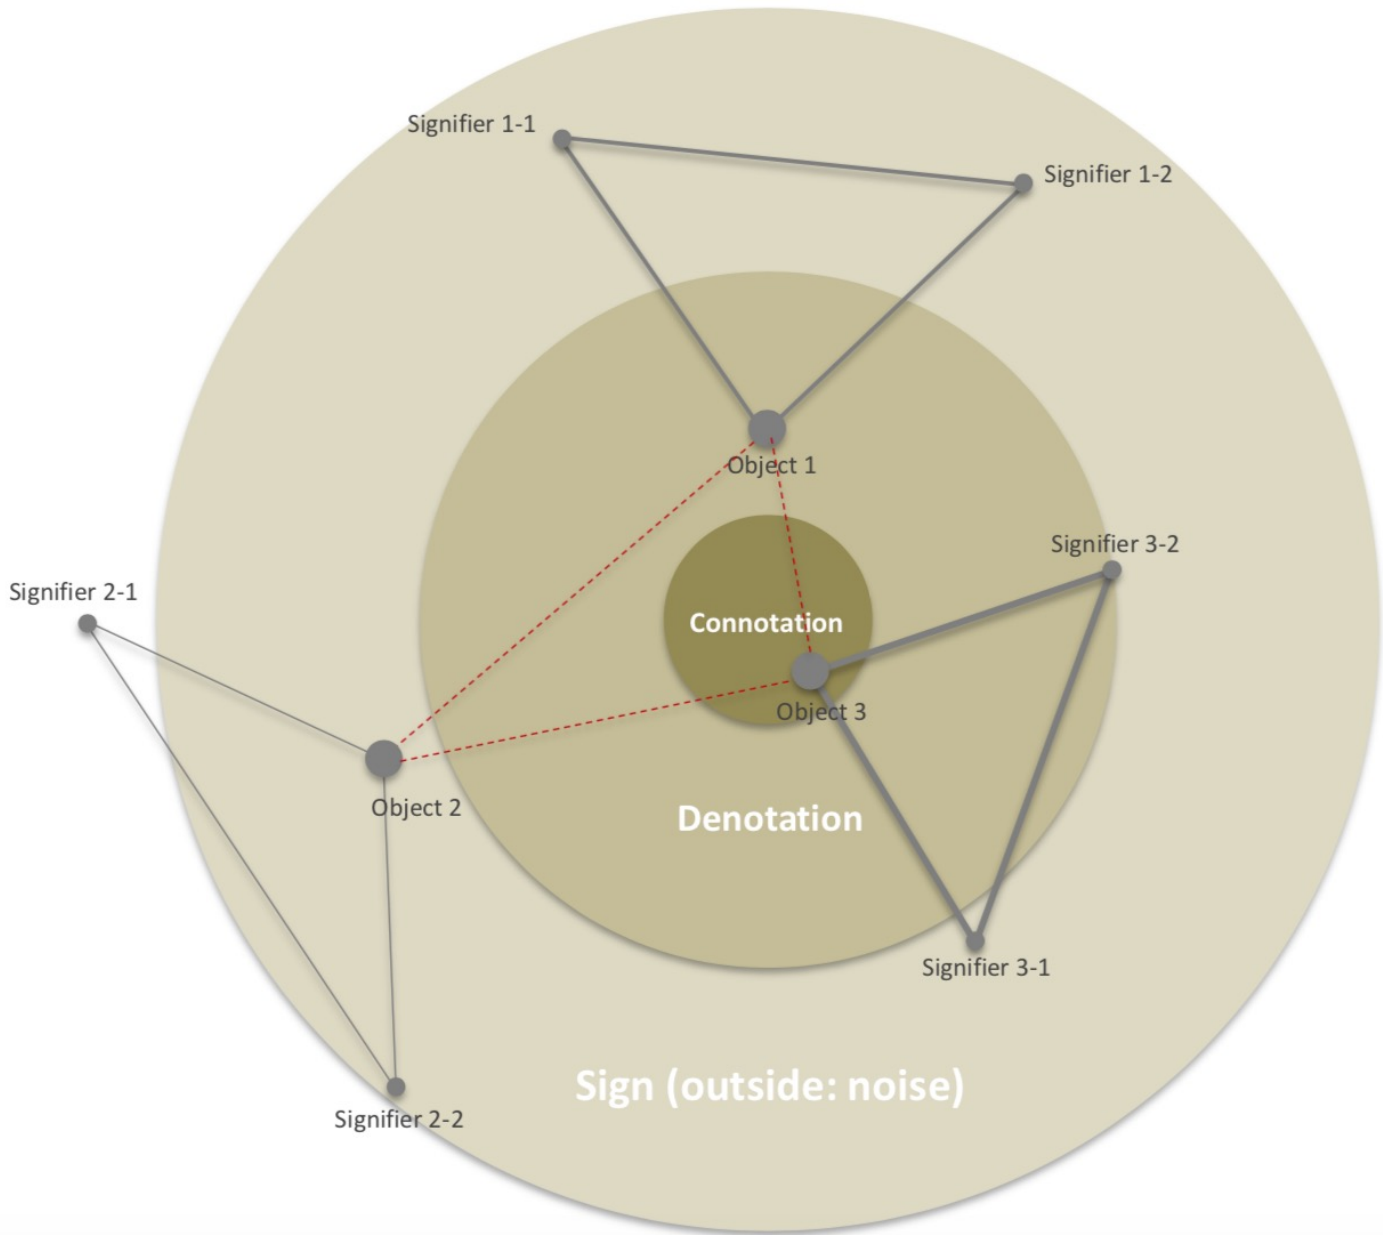 Signifier 1-1
Signifier 1-2
Object 1
Signifier 3-2
Signifier 2-1
Connotation
Object 3
Object 2
Denotation
Signifier 3-1
Sign (outside: noise)
Signifier 2-2